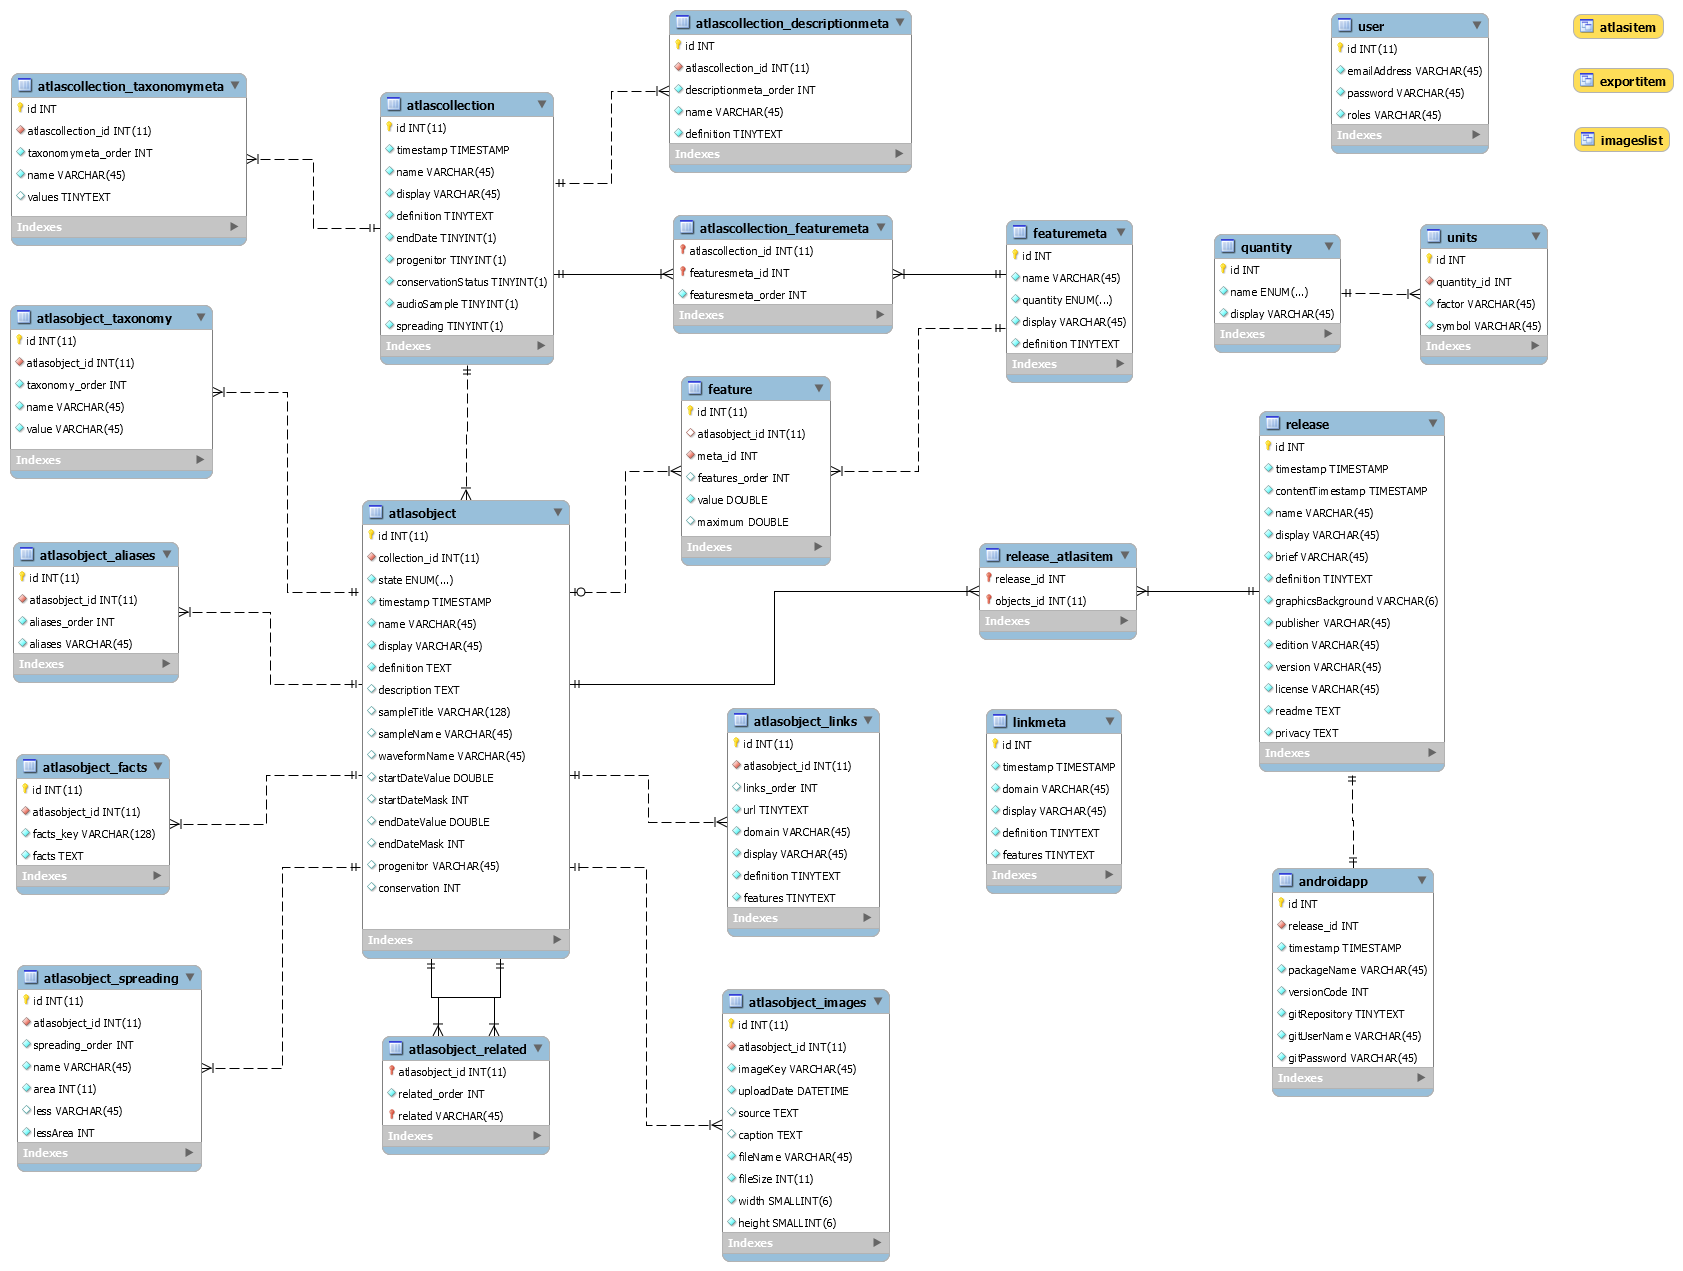 atlascollection_taxonomymeta
id INT
atlascollection_id INT(11)
taxonomymeta_order INT
name VARCHAR(45)
values TINYTEXT
Indexes
atlascollection
id INT(11)
timestamp TIMESTAMP
name VARCHAR(45)
display VARCHAR(45)
definition TINYTEXT
endDate TINYINT(1)
progenitor TINYINT(1)
conservationStatus TINYINT(1)
audioSample TINYINT(1)
spreading TINYINT(1)
Indexes
atlascollection_descriptionmeta
id INT
atlascollection_id INT(11)
descriptionmeta_order INT
name VARCHAR(45)
definition TINYTEXT
Indexes
user
id INT(11)
emailAddress VARCHAR(45)
password VARCHAR(45)
roles VARCHAR(45)
Indexes
atlasitem
exportitem
imageslist
atlascollection_featuremeta
atlascollection_id INT(11)
featuresmeta_id INT
featuresmeta_order INT
Indexes
featuremeta
id INT
name VARCHAR(45)
quantity ENUM(...)
display VARCHAR(45)
definition TINYTEXT
Indexes
quantity
id INT
name ENUM(...)
display VARCHAR(45)
Indexes
units
id INT
quantity_id INT
factor VARCHAR(45)
symbol VARCHAR(45)
Indexes
atlasobject_taxonomy
id INT(11)
atlasobject_id INT(11)
taxonomy_order INT
name VARCHAR(45)
value VARCHAR(45)
Indexes
feature
id INT(11)
atlasobject_id INT(11)
meta_id INT
features_order INT
value DOUBLE
maximum DOUBLE
Indexes
release
id INT
timestamp TIMESTAMP
contentTimestamp TIMESTAMP
name VARCHAR(45)
display VARCHAR(45)
brief VARCHAR(45)
definition TINYTEXT
graphicsBackground VARCHAR(6)
publisher VARCHAR(45)
edition VARCHAR(45)
version VARCHAR(45)
license VARCHAR(45)
readme TEXT
privacy TEXT
Indexes
atlasobject
id INT(11)
collection_id INT(11)
state ENUM(...)
timestamp TIMESTAMP
name VARCHAR(45)
display VARCHAR(45)
definition TEXT
description TEXT
sampleTitle VARCHAR(128)
sampleName VARCHAR(45)
waveformName VARCHAR(45)
startDateValue DOUBLE
startDateMask INT
endDateValue DOUBLE
endDateMask INT
progenitor VARCHAR(45)
conservation INT
Indexes
atlasobject_aliases
id INT(11)
atlasobject_id INT(11)
aliases_order INT
aliases VARCHAR(45)
Indexes
release_atlasitem
release_id INT
objects_id INT(11)
Indexes
atlasobject_links
id INT(11)
atlasobject_id INT(11)
links_order INT
url TINYTEXT
domain VARCHAR(45)
display VARCHAR(45)
definition TINYTEXT
features TINYTEXT
Indexes
linkmeta
id INT
timestamp TIMESTAMP
domain VARCHAR(45)
display VARCHAR(45)
definition TINYTEXT
features TINYTEXT
Indexes
atlasobject_facts
id INT(11)
atlasobject_id INT(11)
facts_key VARCHAR(128)
facts TEXT
Indexes
androidapp
id INT
release_id INT
timestamp TIMESTAMP
packageName VARCHAR(45)
versionCode INT
gitRepository TINYTEXT
gitUserName VARCHAR(45)
gitPassword VARCHAR(45)
Indexes
atlasobject_spreading
id INT(11)
atlasobject_id INT(11)
spreading_order INT
name VARCHAR(45)
area INT(11)
less VARCHAR(45)
lessArea INT
Indexes
atlasobject_related
atlasobject_id INT(11)
related_order INT
related VARCHAR(45)
Indexes
atlasobject_images
id INT(11)
atlasobject_id INT(11)
imageKey VARCHAR(45)
uploadDate DATETIME
source TEXT
caption TEXT
fileName VARCHAR(45)
fileSize INT(11)
width SMALLINT(6)
height SMALLINT(6)
Indexes